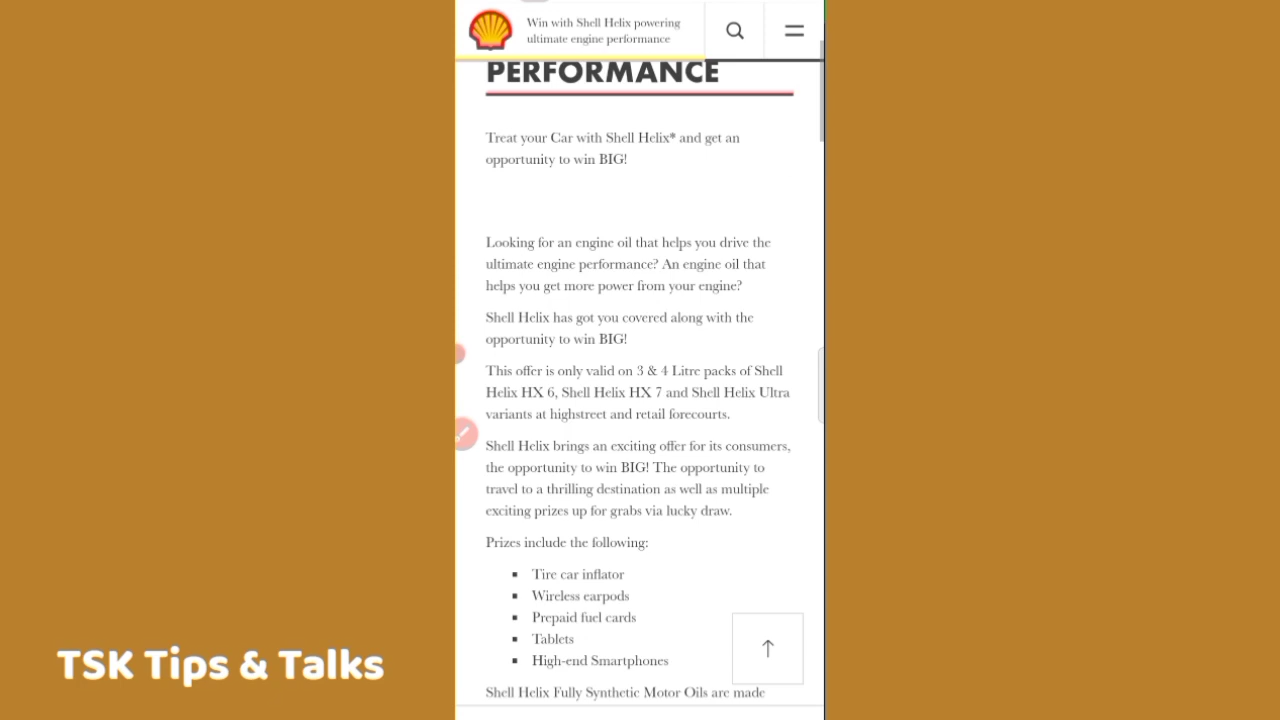 Win with Shell Helix powering
ultimate engine performance
PERFORMANCE
Treat your Car with Shell Helix* and get an
opportunity to win BIG!
Looking for an engine oil that helps you drive the
ultimate engine performance? An engine oil that
helps you get more power from your engine?
Shell Helix has got you covered along with the
opportunity to win BIG!
This offer is only valid on 3 & 4 Litre packs of Shell
Helix HX 6, Shell Helix HX 7 and Shell Helix Ultra
variants at highstreet and retail forecourts.
Shell Helix brings an exciting offer for its consumers,
the opportunity to win BIG! The opportunity to
travel to a thrilling destination as well as multiple
exciting prizes up for grabs via lucky draw.
Prizes include the following:
▪ Tire car inflator
▪ Wireless earpods
▪ Prepaid fuel cards
▪ Tablets
▪ High-end Smartphones
Shell Helix Fully Synthetic Motor Oils are made
TSK Tips & Talks